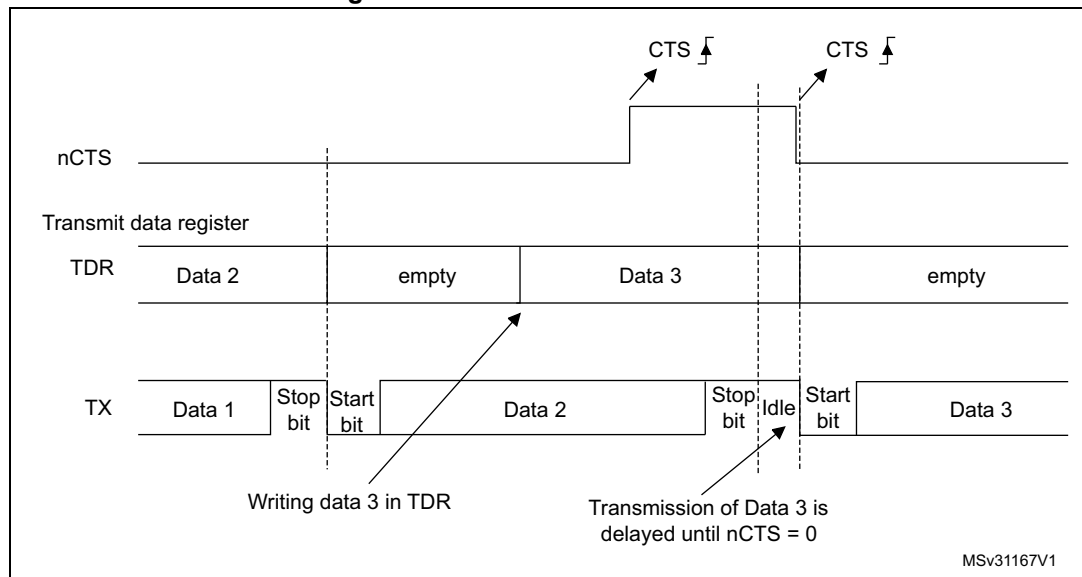 CTS CTS
nCTS
Transmit data register
TDR Data 2 empty Data 3 empty
TX Data 1 Stop bit Start bit Data 2 Stop bit Idle Start bit Data 3
Writing data 3 in TDR
Transmission of Data 3 is
delayed until nCTS = 0
MSv31167V1